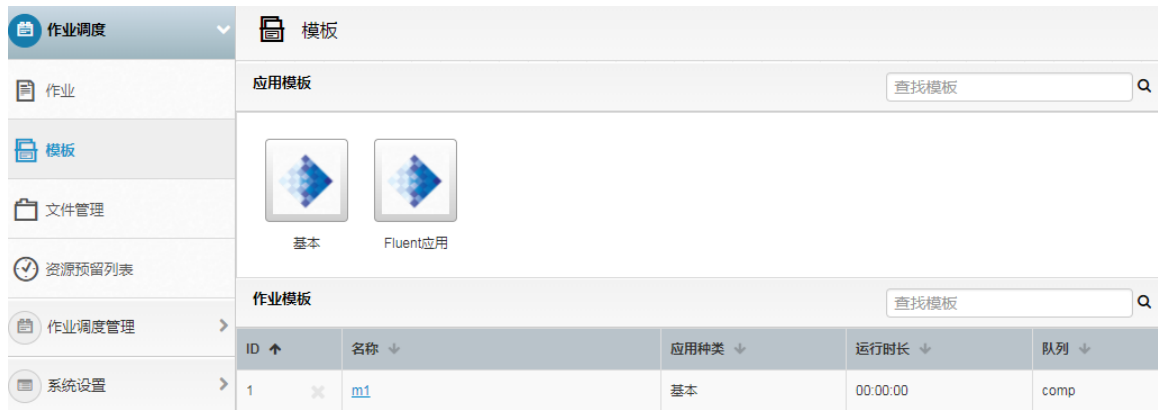 作业调度
作业
模板
文件管理
资源预留列表
作业调度管理
系统设置
模板
应用模板
查找模板
基本
Fluent应用
作业模板
查找模板
ID 名称 应用种类 运行时长 队列
1 m1 基本 00:00:00 comp